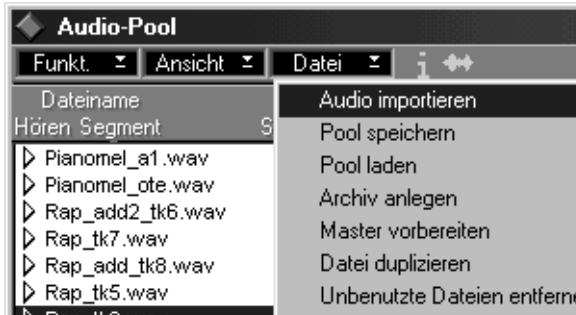 Audio-Pool
Funkt. Ansicht Datei
Dateiname
Hören Segment S
Pianomel_a1.wav
Pianomel_ote.wav
Rap_add2_tk6.wav
Rap_tk7.wav
Rap_add_tk8.wav
Rap_tk5.wav
Audio importieren
Pool speichern
Pool laden
Archiv anlegen
Master vorbereiten
Datei duplizieren
Unbenutzte Dateien entferne